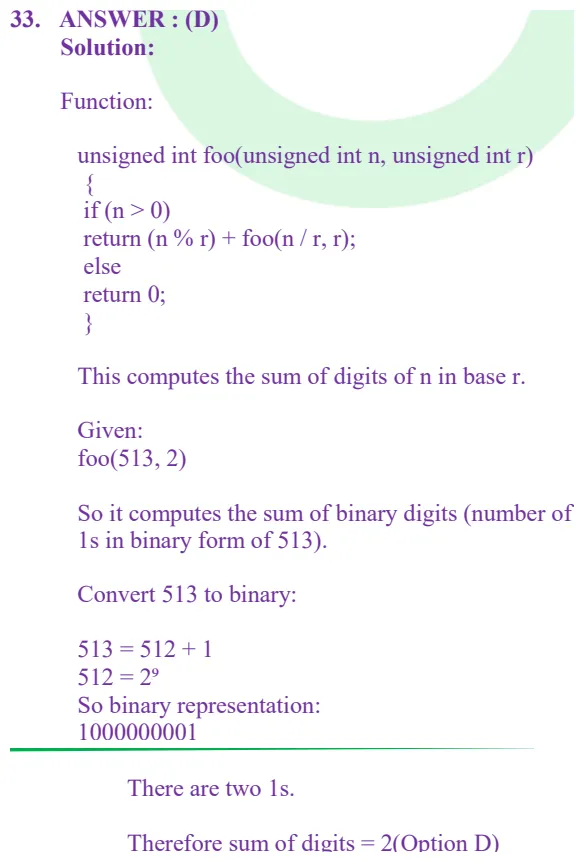 33. ANSWER : (D)
Solution:
Function:
unsigned int foo(unsigned int n, unsigned int r)
{
if (n > 0)
return (n % r) + foo(n / r, r);
else
return 0;
}
This computes the sum of digits of n in base r.
Given:
foo(513, 2)
So it computes the sum of binary digits (number of
1s in binary form of 513).
Convert 513 to binary:
513 = 512 + 1
512 = 2⁹
So binary representation:
1000000001
There are two 1s.
Therefore sum of digits = 2(Option D)